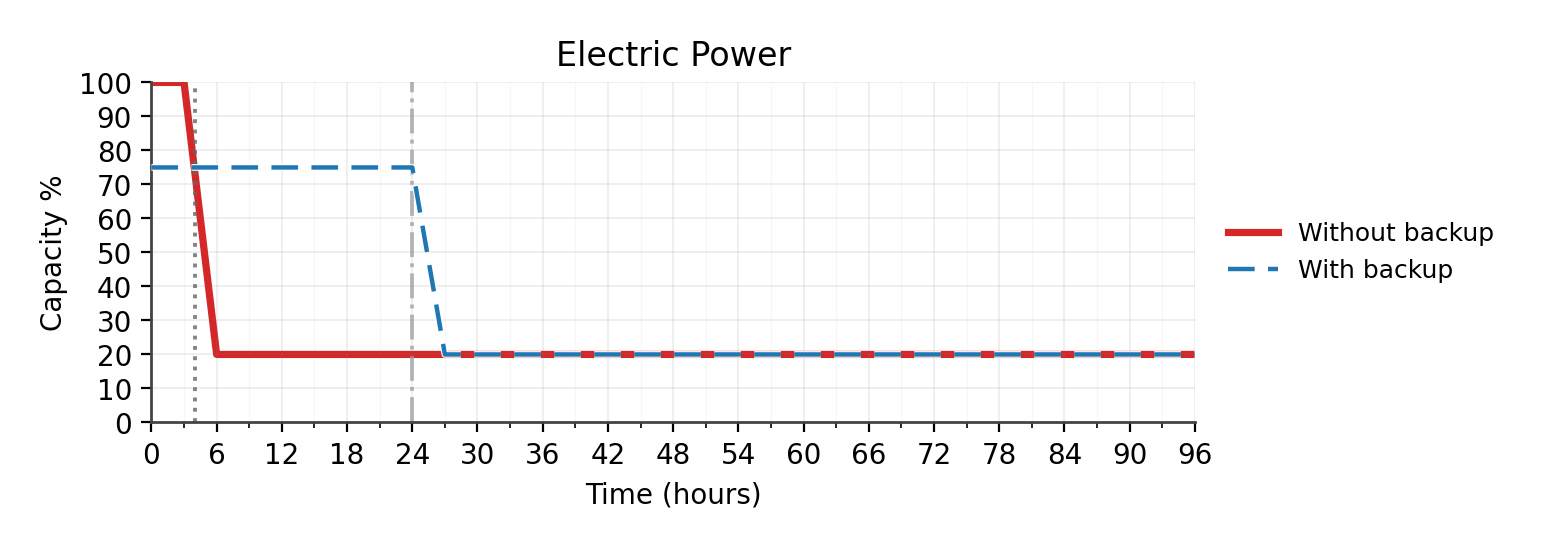 Electric Power
100
90
80
70
60
50
40
30
20
10
0
Capacity %
0 6 12 18 24 30 36 42 48 54 60 66 72 78 84 90 96
Time (hours)
Without backup
With backup